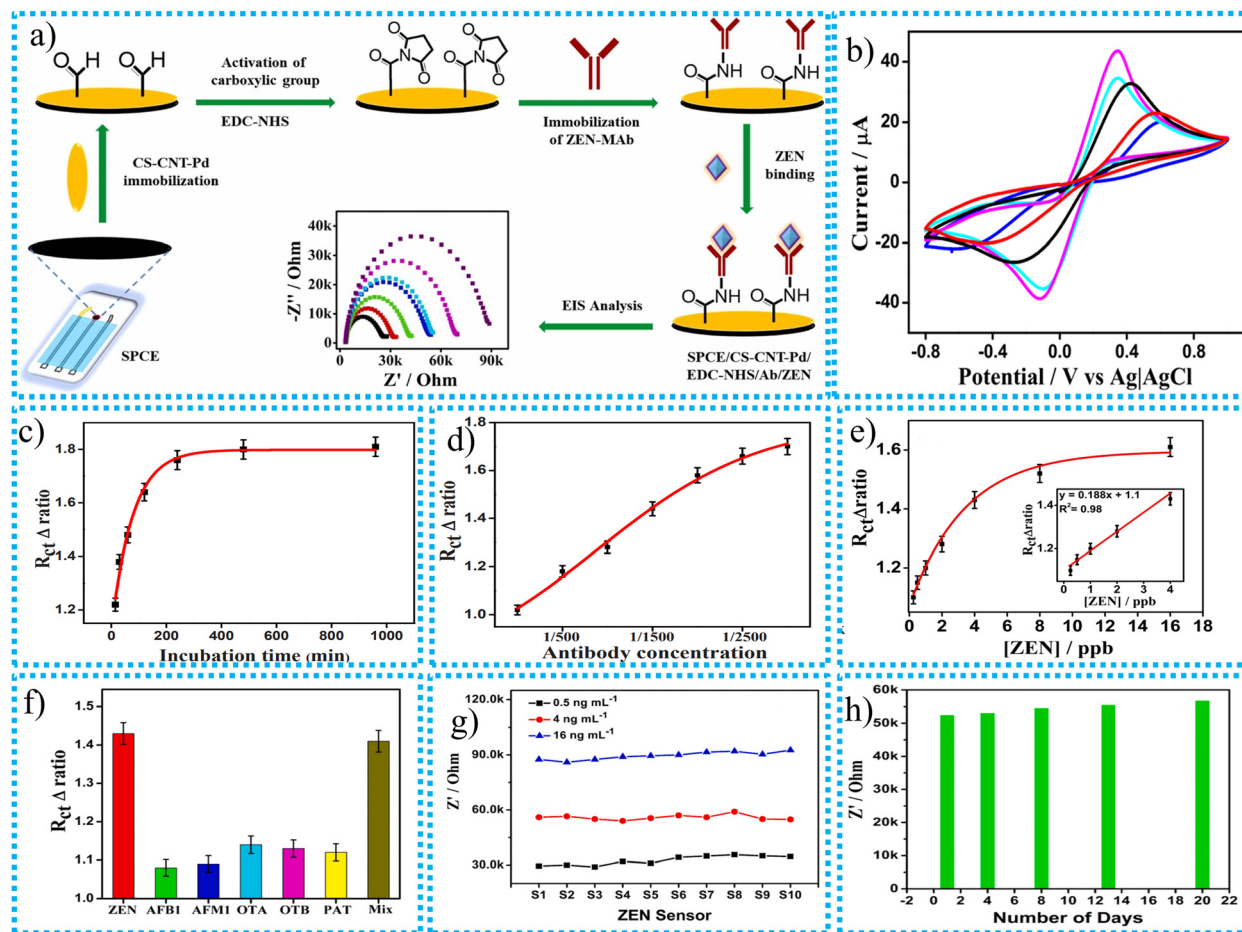 a)
H
O
H
O
Activation of
carboxylic group
EDC-NHS
O
N
O
O
O
N
O
O
Immobilization
of ZEN-MAb
O
NH
O
NH
CS-CNT-Pd
immobilization
ZEN
binding
SPCE
40k
30k
20k
10k
0
-Z'' / Ohm
0 30k 60k 90k
Z' / Ohm
EIS Analysis
O
NH
O
NH
SPCE/CS-CNT-Pd/
EDC-NHS/Ab/ZEN
b)
40
20
0
-20
-40
Current / µA
-0.8 -0.4 0.0 0.4 0.8
Potential / V vs Ag|AgCl
c)
1.8
1.6
1.4
1.2
Rct Δ ratio
0 200 400 600 800 1000
Incubation time (min)
d)
1.8
1.6
1.4
1.2
1.0
Rct Δ ratio
1/500 1/1500 1/2500
Antibody concentration
e)
1.6
1.4
1.2
RctΔratio
0 2 4 6 8 10 12 14 16 18
[ZEN] / ppb
y = 0.188x + 1.1
R²= 0.98
1.4
1.2
RctΔratio
0 1 2 3 4
[ZEN] / ppb
f)
1.5
1.4
1.3
1.2
1.1
1.0
Rct Δ ratio
ZEN AFB1 AFM1 OTA OTB PAT Mix
g)
120.0k
90.0k
60.0k
30.0k
Z' / Ohm
0.5 ng mL⁻¹
4 ng mL⁻¹
16 ng mL⁻¹
S1 S2 S3 S4 S5 S6 S7 S8 S9 S10
ZEN Sensor
h)
60k
50k
40k
30k
20k
10k
0
Z' / Ohm
-2 0 2 4 6 8 10 12 14 16 18 20 22
Number of Days